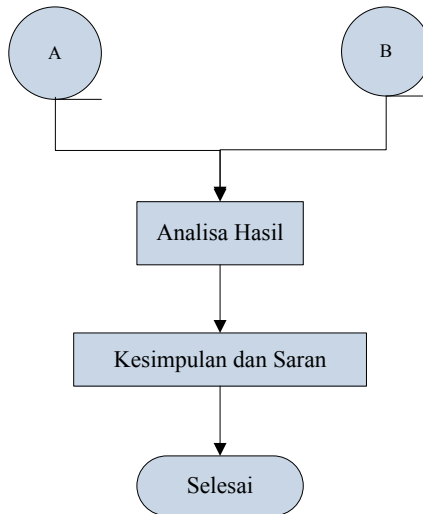 A
B
Analisa Hasil
Kesimpulan dan Saran
Selesai